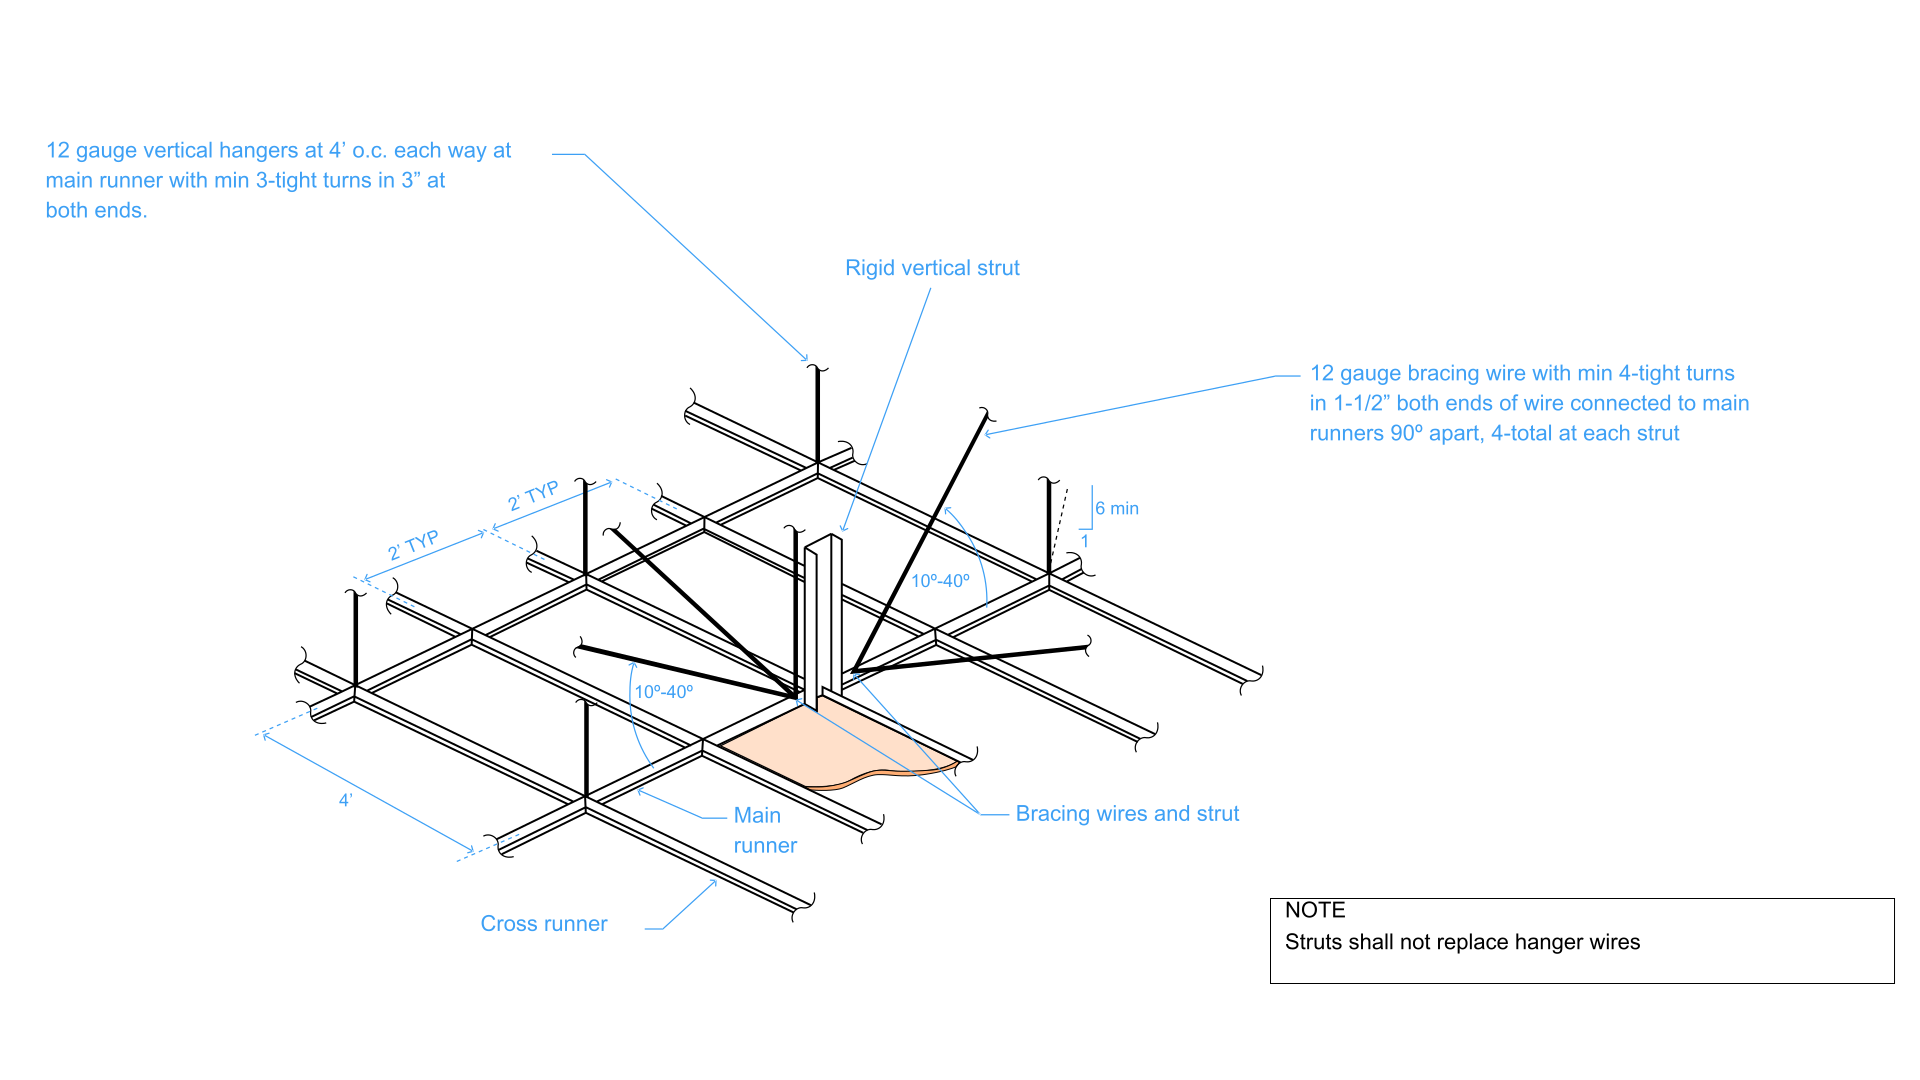 12 gauge vertical hangers at 4’ o.c. each way at
main runner with min 3-tight turns in 3” at
both ends.
Rigid vertical strut
12 gauge bracing wire with min 4-tight turns
in 1-1/2” both ends of wire connected to main
runners 90º apart, 4-total at each strut
2’ TYP
2’ TYP
6 min
1
10º-40º
10º-40º
4’
Main
runner
Bracing wires and strut
Cross runner
NOTE
Struts shall not replace hanger wires